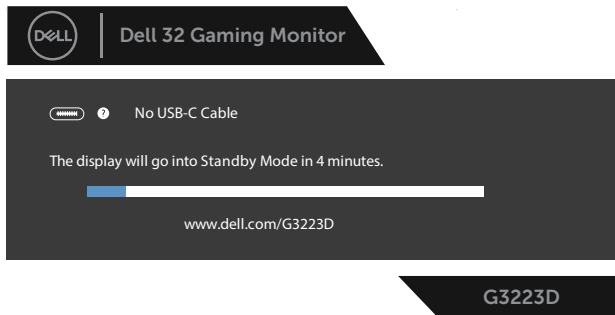 DELL
Dell 32 Gaming Monitor
? No USB-C Cable
The display will go into Standby Mode in 4 minutes.
www.dell.com/G3223D
G3223D